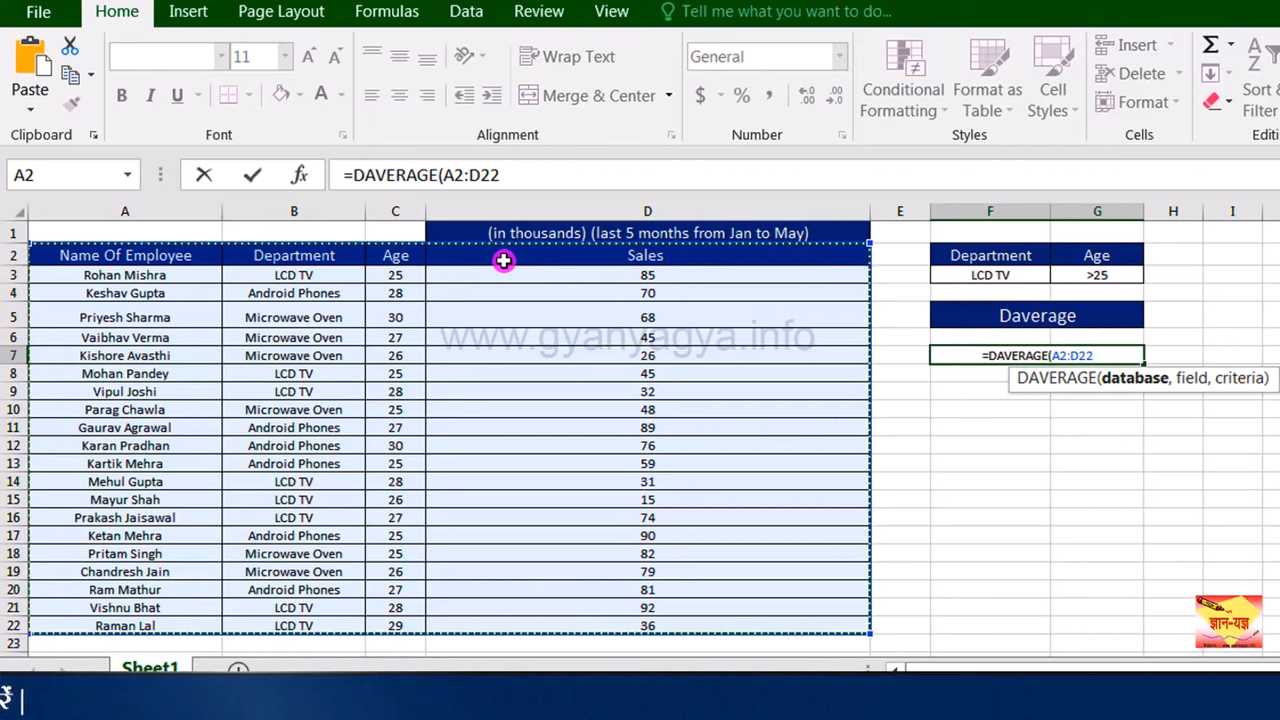 File Home Insert Page Layout Formulas Data Review View Tell me what you want to do...
11 Wrap Text General Insert
Paste B I U Merge & Center $ % Conditional Formatting Format as Table Cell Styles Delete Format Sort & Filter
Clipboard Font Alignment Number Styles Cells Editi
A2 fx =DAVERAGE(A2:D22
A B C D E F G H I
1 (in thousands) (last 5 months from Jan to May)
2 Name Of Employee Department Age Sales Department Age
3 Rohan Mishra LCD TV 25 85 LCD TV >25
4 Keshav Gupta Android Phones 28 70
5 Priyesh Sharma Microwave Oven 30 68 Daverage
6 Vaibhav Verma Microwave Oven 27 45
www.gyanyagya.info
7 Kishore Avasthi Microwave Oven 26 26 =DAVERAGE(A2:D22
8 Mohan Pandey LCD TV 25 45 DAVERAGE(database, field, criteria)
9 Vipul Joshi LCD TV 28 32
10 Parag Chawla Microwave Oven 25 48
11 Gaurav Agrawal Android Phones 27 89
12 Karan Pradhan Android Phones 30 76
13 Kartik Mehra Android Phones 25 59
14 Mehul Gupta LCD TV 28 31
15 Mayur Shah LCD TV 26 15
16 Prakash Jaisawal LCD TV 27 74
17 Ketan Mehra Android Phones 25 90
18 Pritam Singh Microwave Oven 25 82
19 Chandresh Jain Microwave Oven 26 79
20 Ram Mathur Android Phones 27 81
21 Vishnu Bhat LCD TV 28 92
22 Raman Lal LCD TV 29 36
ज्ञान-यज्ञ
23
Sheet1
रें |